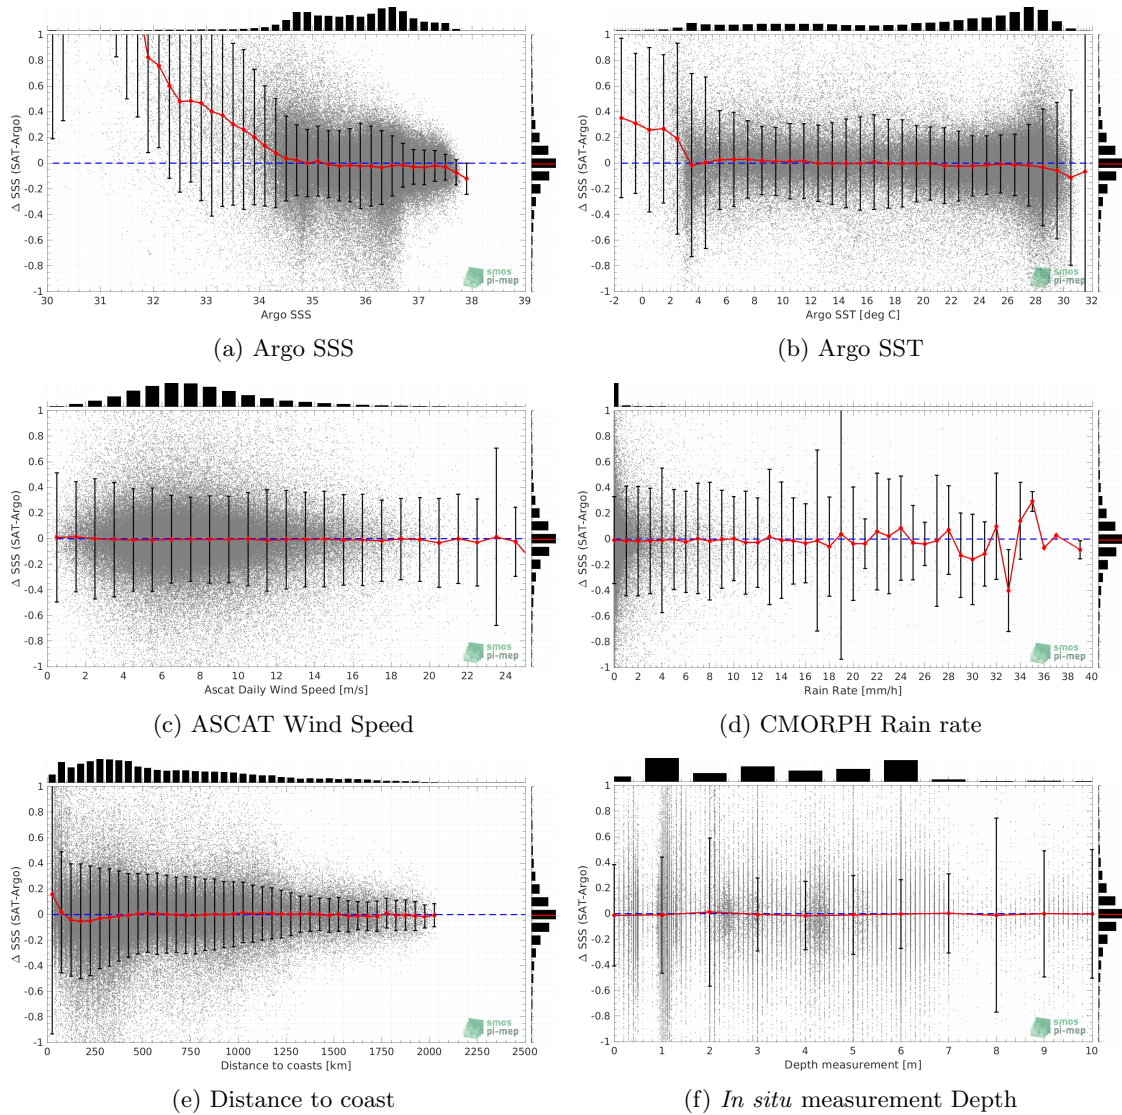 1
0.8
0.6
0.4
0.2
0
-0.2
-0.4
-0.6
-0.8
-1
Δ SSS (SAT-Argo)
30 31 32 33 34 35 36 37 38 39
Argo SSS
smos
pi-mep
(a) Argo SSS
1
0.8
0.6
0.4
0.2
0
-0.2
-0.4
-0.6
-0.8
-1
Δ SSS (SAT-Argo)
-2 0 2 4 6 8 10 12 14 16 18 20 22 24 26 28 30 32
Argo SST [deg C]
smos
pi-mep
(b) Argo SST
1
0.8
0.6
0.4
0.2
0
-0.2
-0.4
-0.6
-0.8
-1
Δ SSS (SAT-Argo)
0 2 4 6 8 10 12 14 16 18 20 22 24
Ascat Daily Wind Speed [m/s]
smos
pi-mep
(c) ASCAT Wind Speed
1
0.8
0.6
0.4
0.2
0
-0.2
-0.4
-0.6
-0.8
-1
Δ SSS (SAT-Argo)
0 2 4 6 8 10 12 14 16 18 20 22 24 26 28 30 32 34 36 38 40
Rain Rate [mm/h]
smos
pi-mep
(d) CMORPH Rain rate
1
0.8
0.6
0.4
0.2
0
-0.2
-0.4
-0.6
-0.8
-1
Δ SSS (SAT-Argo)
0 250 500 750 1000 1250 1500 1750 2000 2250 2500
Distance to coasts [km]
smos
pi-mep
(e) Distance to coast
1
0.8
0.6
0.4
0.2
0
-0.2
-0.4
-0.6
-0.8
-1
Δ SSS (SAT-Argo)
0 1 2 3 4 5 6 7 8 9 10
Depth measurement [m]
smos
pi-mep
(f) In situ measurement Depth